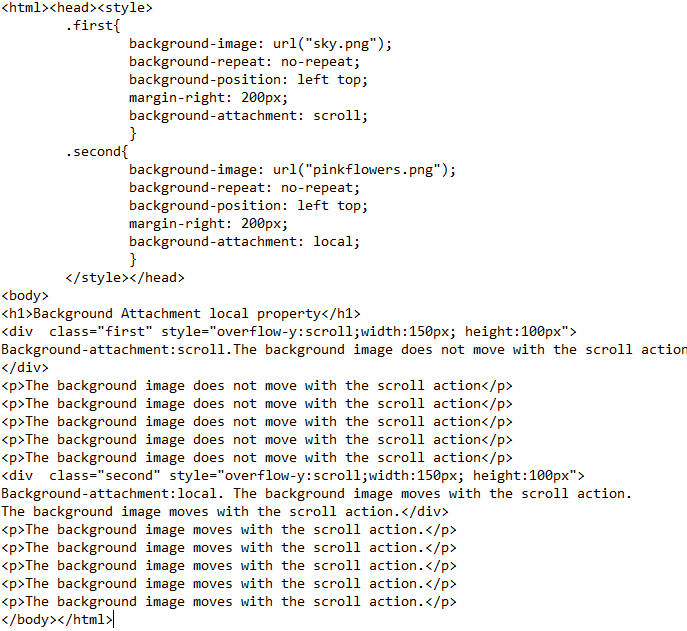 <html><head><style>
.first{
background-image: url("sky.png");
background-repeat: no-repeat;
background-position: left top;
margin-right: 200px;
background-attachment: scroll;
}
.second{
background-image: url("pinkflowers.png");
background-repeat: no-repeat;
background-position: left top;
margin-right: 200px;
background-attachment: local;
}
</style></head>
<body>
<h1>Background Attachment local property</h1>
<div  class="first" style="overflow-y:scroll;width:150px; height:100px">
Background-attachment:scroll.The background image does not move with the scroll action
</div>
<p>The background image does not move with the scroll action</p>
<p>The background image does not move with the scroll action</p>
<p>The background image does not move with the scroll action</p>
<p>The background image does not move with the scroll action</p>
<p>The background image does not move with the scroll action</p>
<div  class="second" style="overflow-y:scroll;width:150px; height:100px">
Background-attachment:local. The background image moves with the scroll action.
The background image moves with the scroll action.</div>
<p>The background image moves with the scroll action.</p>
<p>The background image moves with the scroll action.</p>
<p>The background image moves with the scroll action.</p>
<p>The background image moves with the scroll action.</p>
<p>The background image moves with the scroll action.</p>
</body></html>